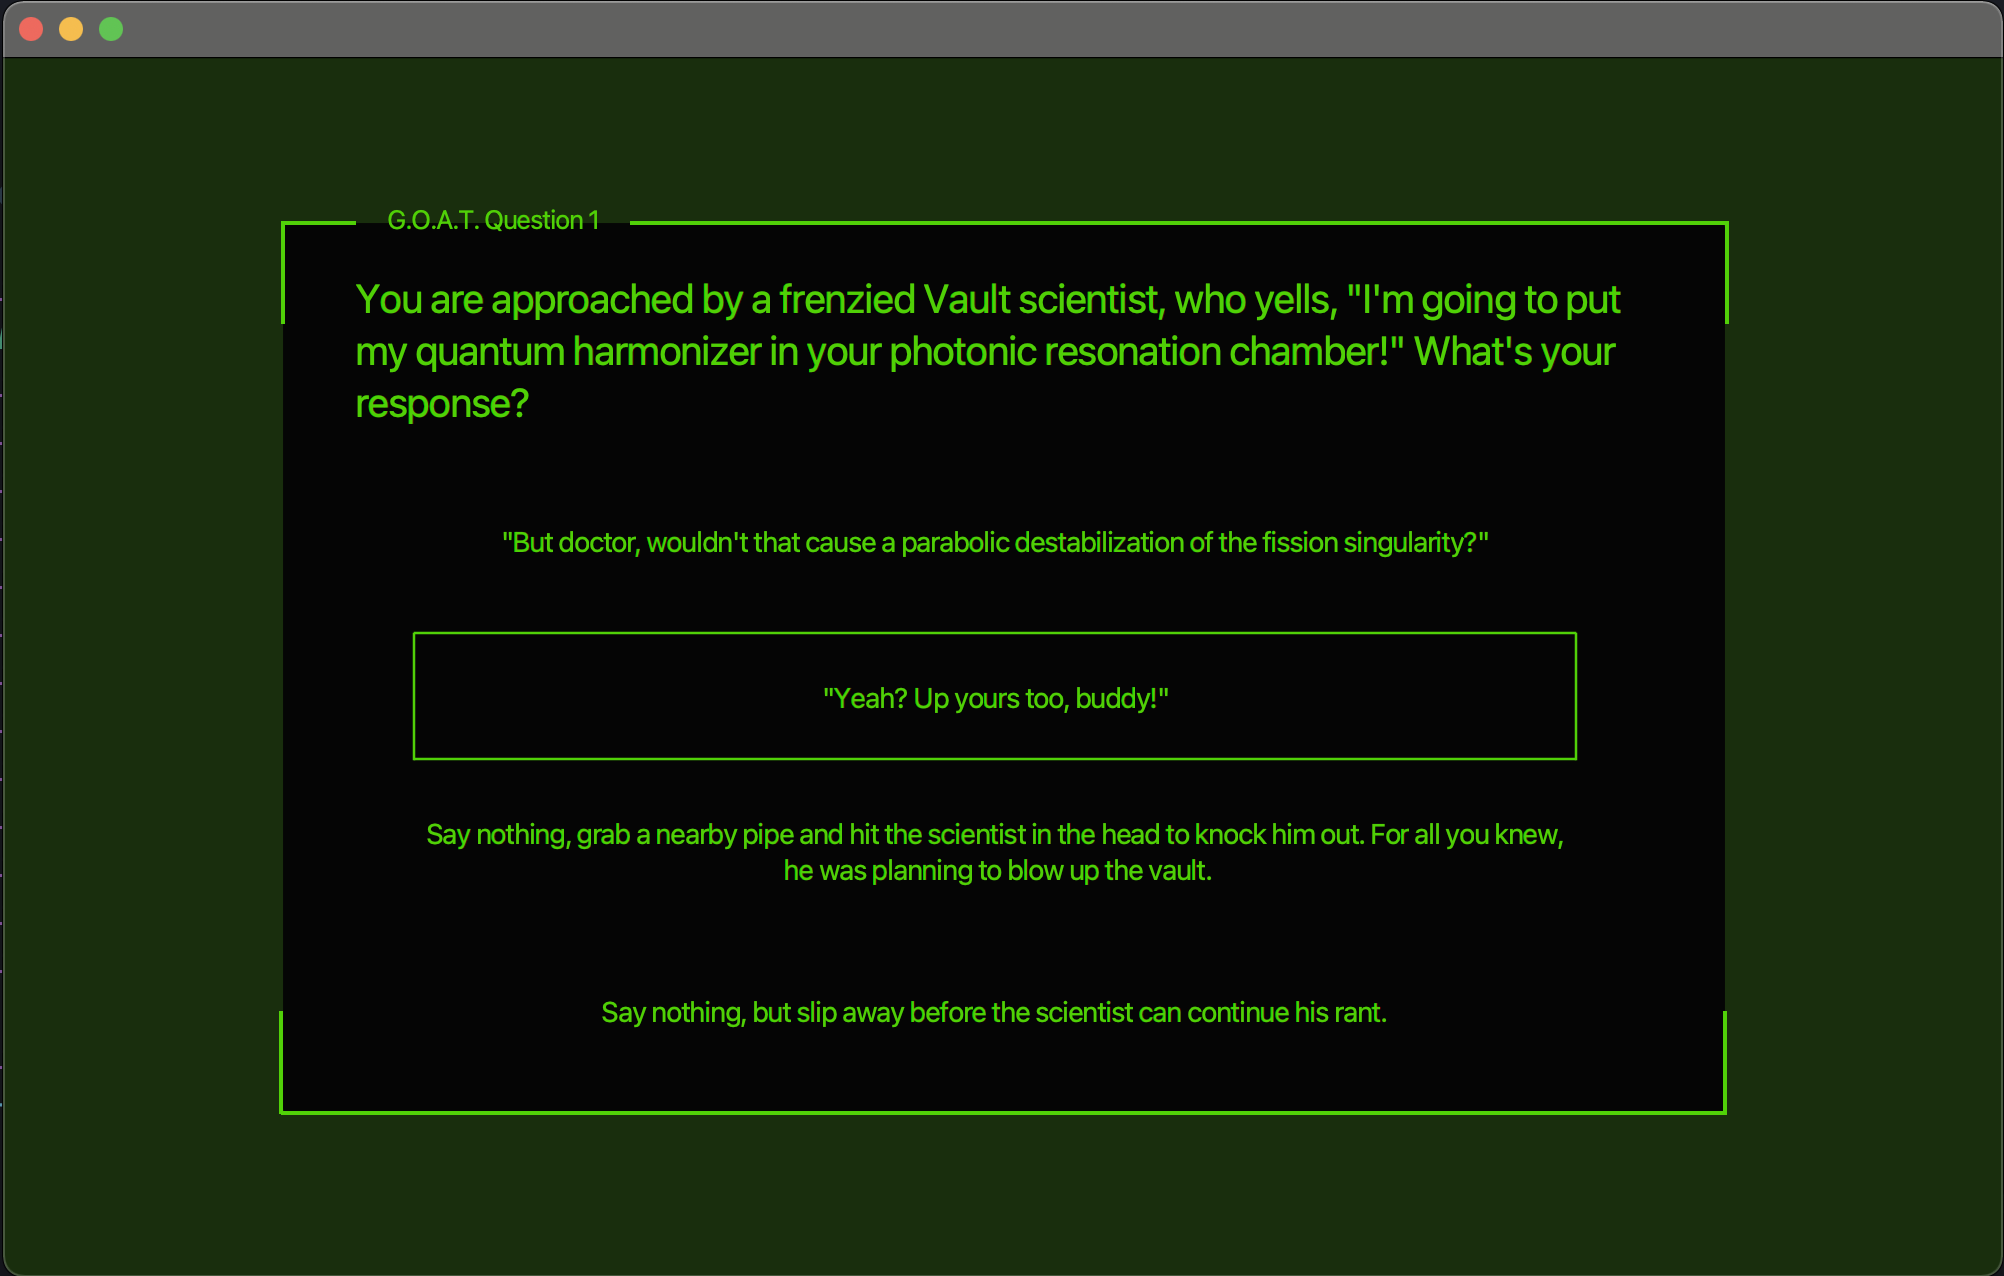 G.O.A.T. Question 1
You are approached by a frenzied Vault scientist, who yells, "I'm going to put
my quantum harmonizer in your photonic resonation chamber!" What's your
response?
"But doctor, wouldn't that cause a parabolic destabilization of the fission singularity?"
"Yeah? Up yours too, buddy!"
Say nothing, grab a nearby pipe and hit the scientist in the head to knock him out. For all you knew,
he was planning to blow up the vault.
Say nothing, but slip away before the scientist can continue his rant.